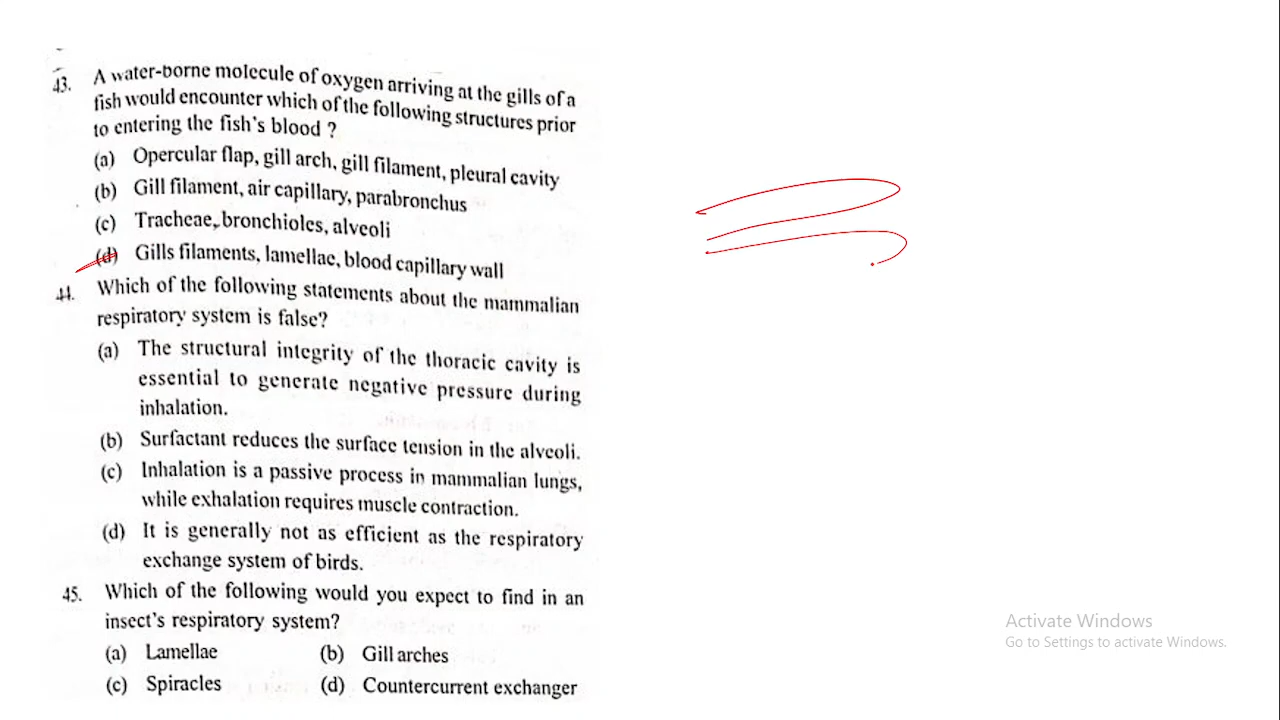 43. A water-borne molecule of oxygen arriving at the gills of a
fish would encounter which of the following structures prior
to entering the fish's blood ?
(a) Opercular flap, gill arch, gill filament, pleural cavity
(b) Gill filament, air capillary, parabronchus
(c) Tracheae, bronchioles, alveoli
(d) Gills filaments, lamellae, blood capillary wall
44. Which of the following statements about the mammalian
respiratory system is false?
(a) The structural integrity of the thoracic cavity is
essential to generate negative pressure during
inhalation.
(b) Surfactant reduces the surface tension in the alveoli.
(c) Inhalation is a passive process in mammalian lungs,
while exhalation requires muscle contraction.
(d) It is generally not as efficient as the respiratory
exchange system of birds.
45. Which of the following would you expect to find in an
insect's respiratory system?
(a) Lamellae (b) Gill arches
(c) Spiracles (d) Countercurrent exchanger
Activate Windows
Go to Settings to activate Windows.